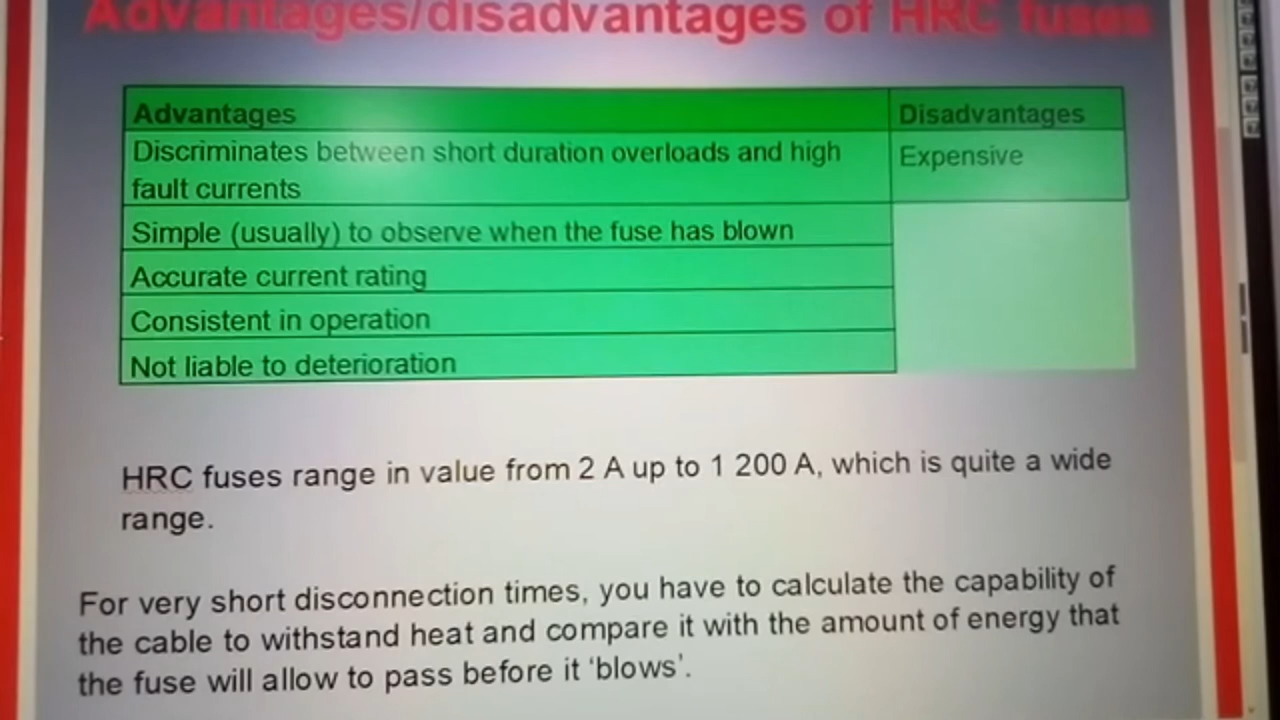 Advantages/disadvantages of HRC fuses
Advantages
Disadvantages
Discriminates between short duration overloads and high
fault currents
Expensive
Simple (usually) to observe when the fuse has blown
Accurate current rating
Consistent in operation
Not liable to deterioration
HRC fuses range in value from 2 A up to 1 200 A, which is quite a wide
range.
For very short disconnection times, you have to calculate the capability of
the cable to withstand heat and compare it with the amount of energy that
the fuse will allow to pass before it ‘blows’.